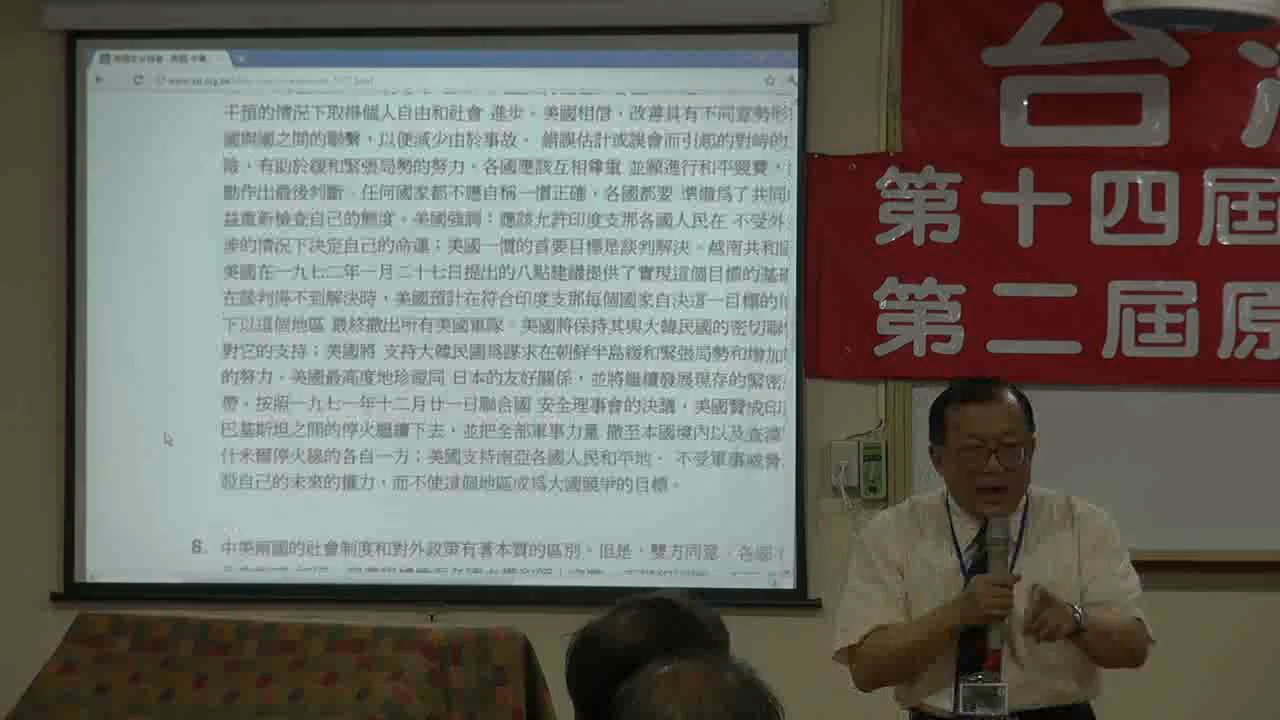 干預的情況下取得個人自由和社會 進步。美國相信，改善具有不同意勢形
國與國之間的聯繫，以便減少由於事故、錯誤估計或誤會而引起的對峙的
險，有助於緩和緊張局勢的努力。各國應該互相尊重 並願進行和平競賽，
動作出最後判斷。任何國家都不應自稱一慣正確，各國都要 準備為了共同
益重新檢查自己的態度。美國強調：應該允許印度支那各國人民在 不受外
步的情況下決定自己的命運；美國一慣的首要目標是談判解決。越南共和國
美國在一九七二年一月二十七日提出的八點建議提供了實現這個目標的基礎
在談判得不到解決時，美國預計在符合印度支那每個國家自決這一目標的
下以這個地區 最終撤出所有美國軍隊。美國將保持其與大韓民國的密切聯
對它的支持；美國將 支持大韓民國為謀求在朝鮮半島緩和緊張局勢和增加
的努力。美國最高度地珍視同 日本的友好關係，並將繼續發展現存的緊密
帶。按照一九七一年十二月廿一日聯合國 安全理事會的決議，美國贊成印
巴基斯坦之間的停火繼續下去，並把全部軍事力量 撤至本國境內以及查
什米爾停火線的各自一方；美國支持南亞各國人民和平地、不受軍事威脅
設自己的未來的權力，而不使這個地區成為大國競爭的目標。
6. 中美兩國的社會制度和對外政策有著本質的區別。但是，雙方同意，各國
台
第十四屆
第二屆原